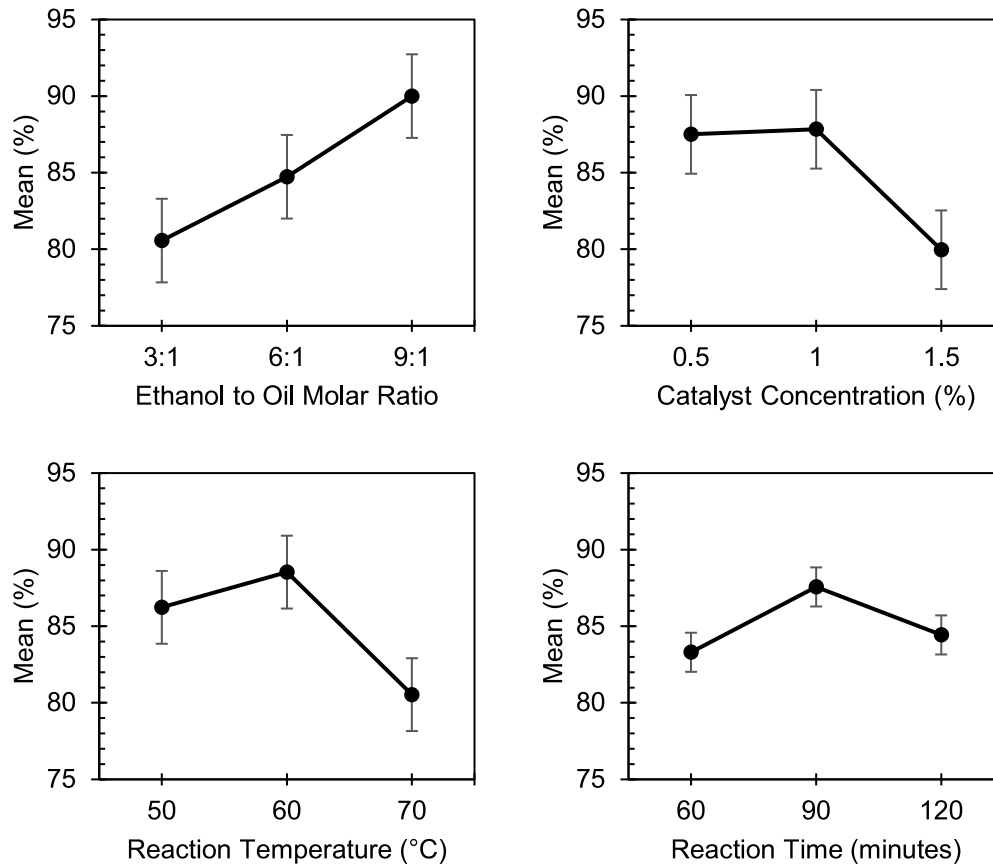 95
90
85
80
75
Mean (%)
3:1 6:1 9:1
Ethanol to Oil Molar Ratio
95
90
85
80
75
Mean (%)
0.5 1 1.5
Catalyst Concentration (%)
95
90
85
80
75
Mean (%)
50 60 70
Reaction Temperature (°C)
95
90
85
80
75
Mean (%)
60 90 120
Reaction Time (minutes)